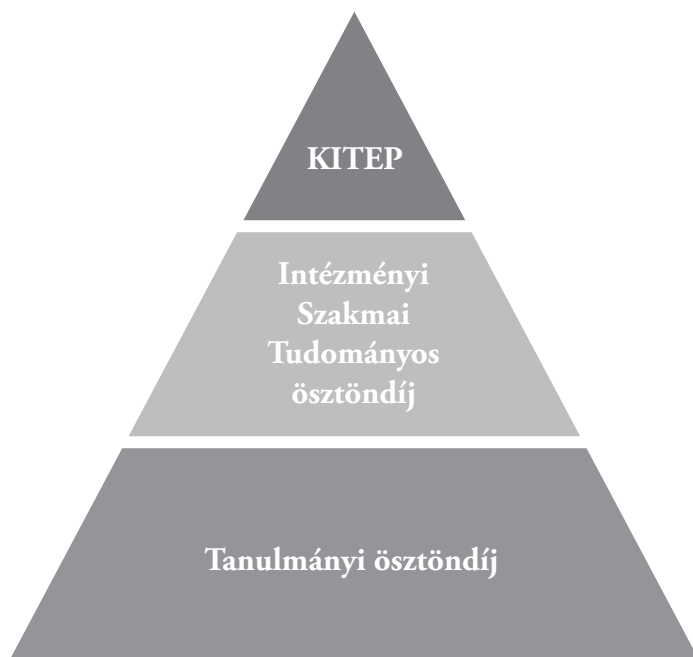 KITEP
Intézményi
Szakmai
Tudományos
ösztöndíj
Tanulmányi ösztöndíj